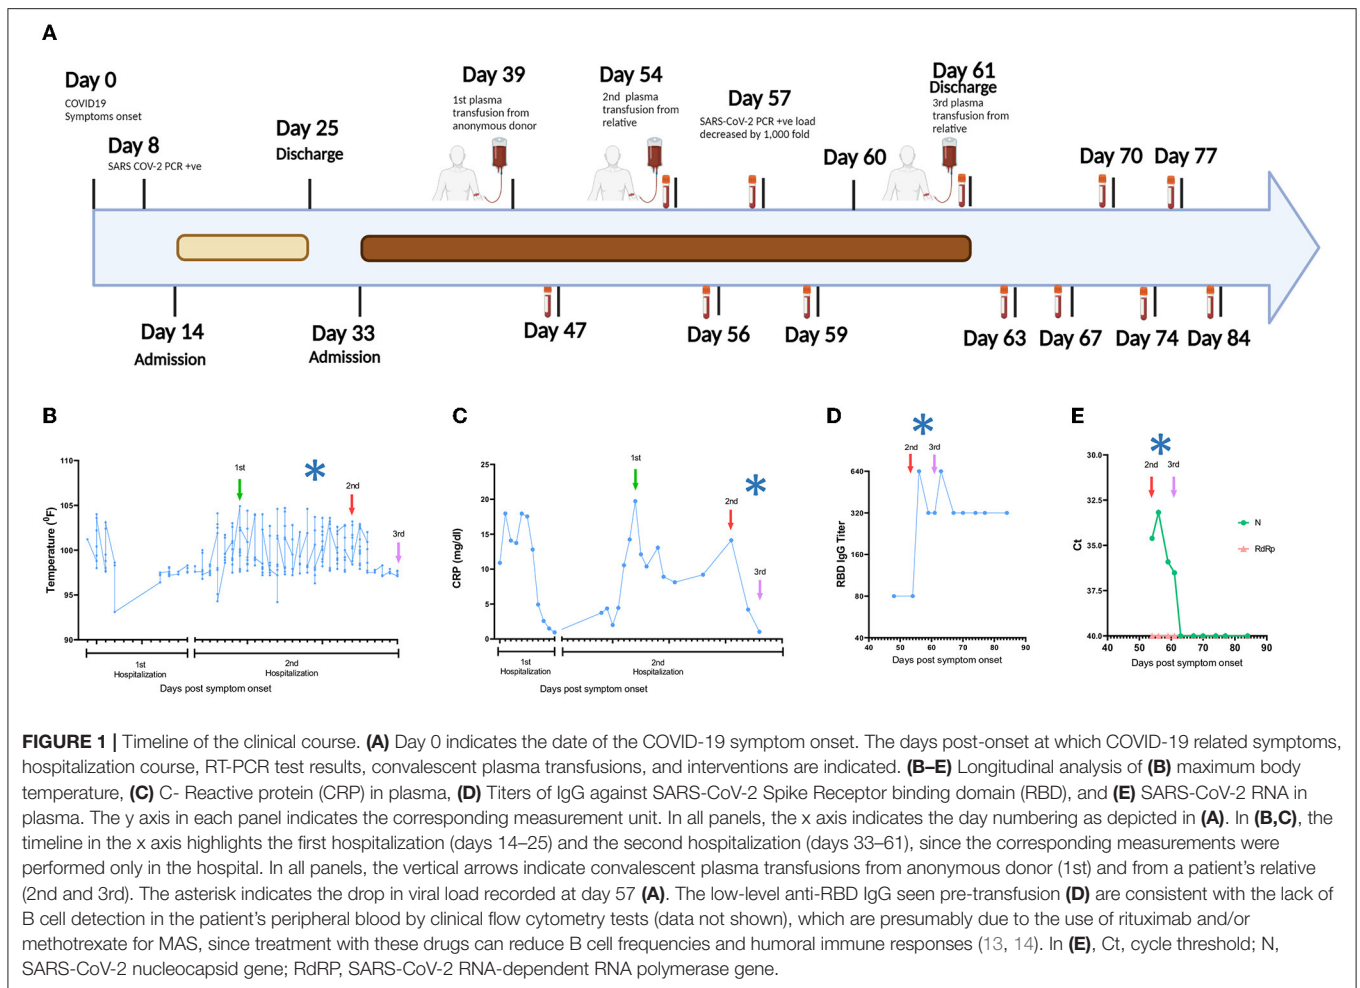 A
Day 0
COVID19
Symptoms onset
Day 8
SARS COV-2 PCR +ve
Day 25
Discharge
Day 39
1st plasma
transfusion from
anonymous donor
Day 54
2nd plasma
transfusion from
relative
Day 57
SARS-CoV-2 PCR +ve load
decreased by 1,000 fold
Day 60
Day 61
Discharge
3rd plasma
transfusion from
relative
Day 70
Day 77
Day 14
Admission
Day 33
Admission
Day 47
Day 56
Day 59
Day 63
Day 67
Day 74
Day 84
B
110
105
100
95
90
Temperature (⁰F)
1st
*
2nd
3rd
1st
Hospitalization
2nd
Hospitalization
Days post symptom onset
C
25
20
15
10
5
0
CRP (mg/dl)
1st
2nd
*
3rd
1st
Hospitalization
2nd
Hospitalization
Days post symptom onset
D
*
2nd
3rd
640
320
160
80
40
RBD IgG Titer
40 50 60 70 80 90
Days post symptom onset
E
*
2nd
3rd
30.0
32.5
35.0
37.5
40.0
Ct
N
RdRp
40 50 60 70 80 90
Days post symptom onset
FIGURE 1 | Timeline of the clinical course. (A) Day 0 indicates the date of the COVID-19 symptom onset. The days post-onset at which COVID-19 related symptoms,
hospitalization course, RT-PCR test results, convalescent plasma transfusions, and interventions are indicated. (B–E) Longitudinal analysis of (B) maximum body
temperature, (C) C- Reactive protein (CRP) in plasma, (D) Titers of IgG against SARS-CoV-2 Spike Receptor binding domain (RBD), and (E) SARS-CoV-2 RNA in
plasma. The y axis in each panel indicates the corresponding measurement unit. In all panels, the x axis indicates the day numbering as depicted in (A). In (B,C), the
timeline in the x axis highlights the first hospitalization (days 14–25) and the second hospitalization (days 33–61), since the corresponding measurements were
performed only in the hospital. In all panels, the vertical arrows indicate convalescent plasma transfusions from anonymous donor (1st) and from a patient's relative
(2nd and 3rd). The asterisk indicates the drop in viral load recorded at day 57 (A). The low-level anti-RBD IgG seen pre-transfusion (D) are consistent with the lack of
B cell detection in the patient's peripheral blood by clinical flow cytometry tests (data not shown), which are presumably due to the use of rituximab and/or
methotrexate for MAS, since treatment with these drugs can reduce B cell frequencies and humoral immune responses (13, 14). In (E), Ct, cycle threshold; N,
SARS-CoV-2 nucleocapsid gene; RdRP, SARS-CoV-2 RNA-dependent RNA polymerase gene.